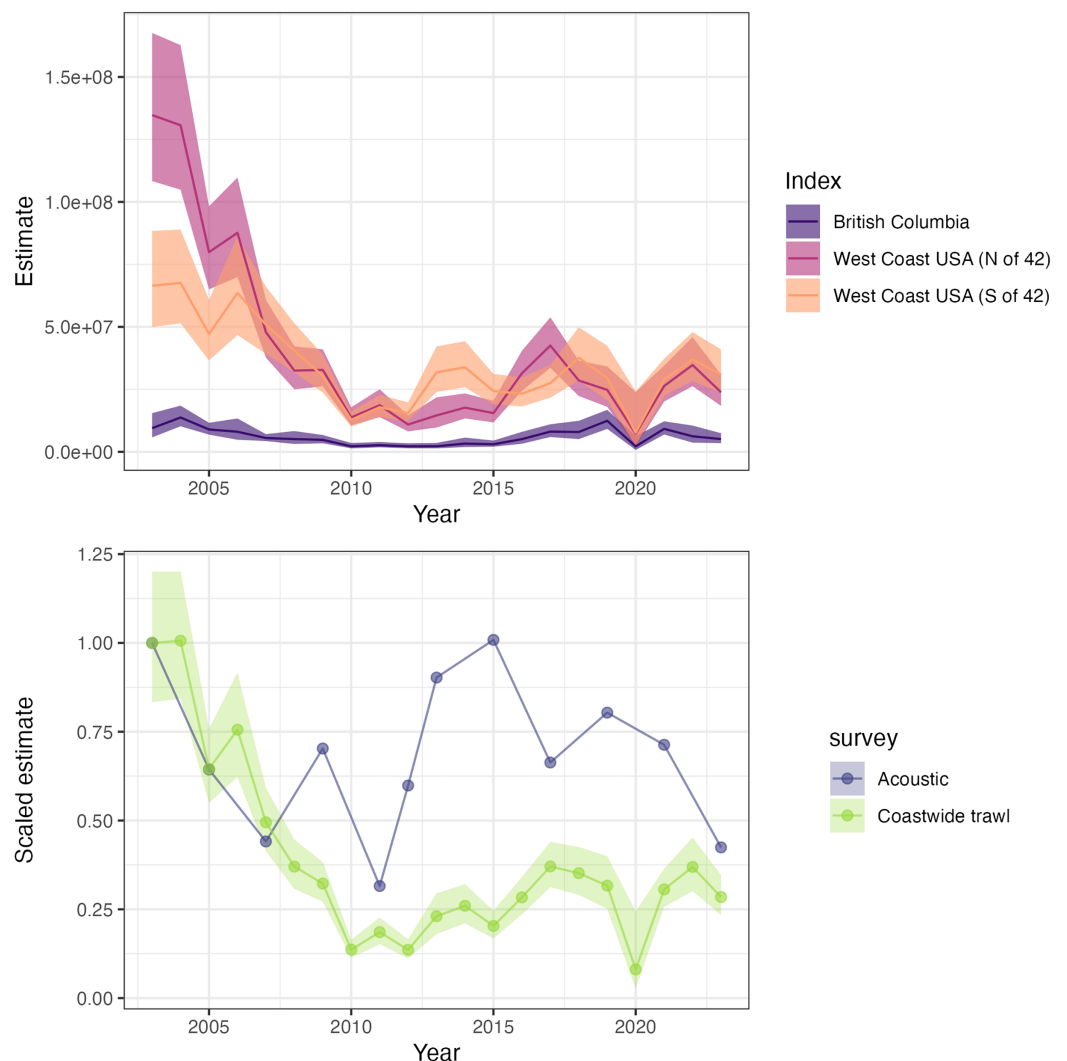 1.5e+08
1.0e+08
5.0e+07
0.0e+00
Estimate
2005 2010 2015 2020
Year
Index
British Columbia
West Coast USA (N of 42)
West Coast USA (S of 42)
1.25
1.00
0.75
0.50
0.25
0.00
Scaled estimate
2005 2010 2015 2020
Year
survey
Acoustic
Coastwide trawl